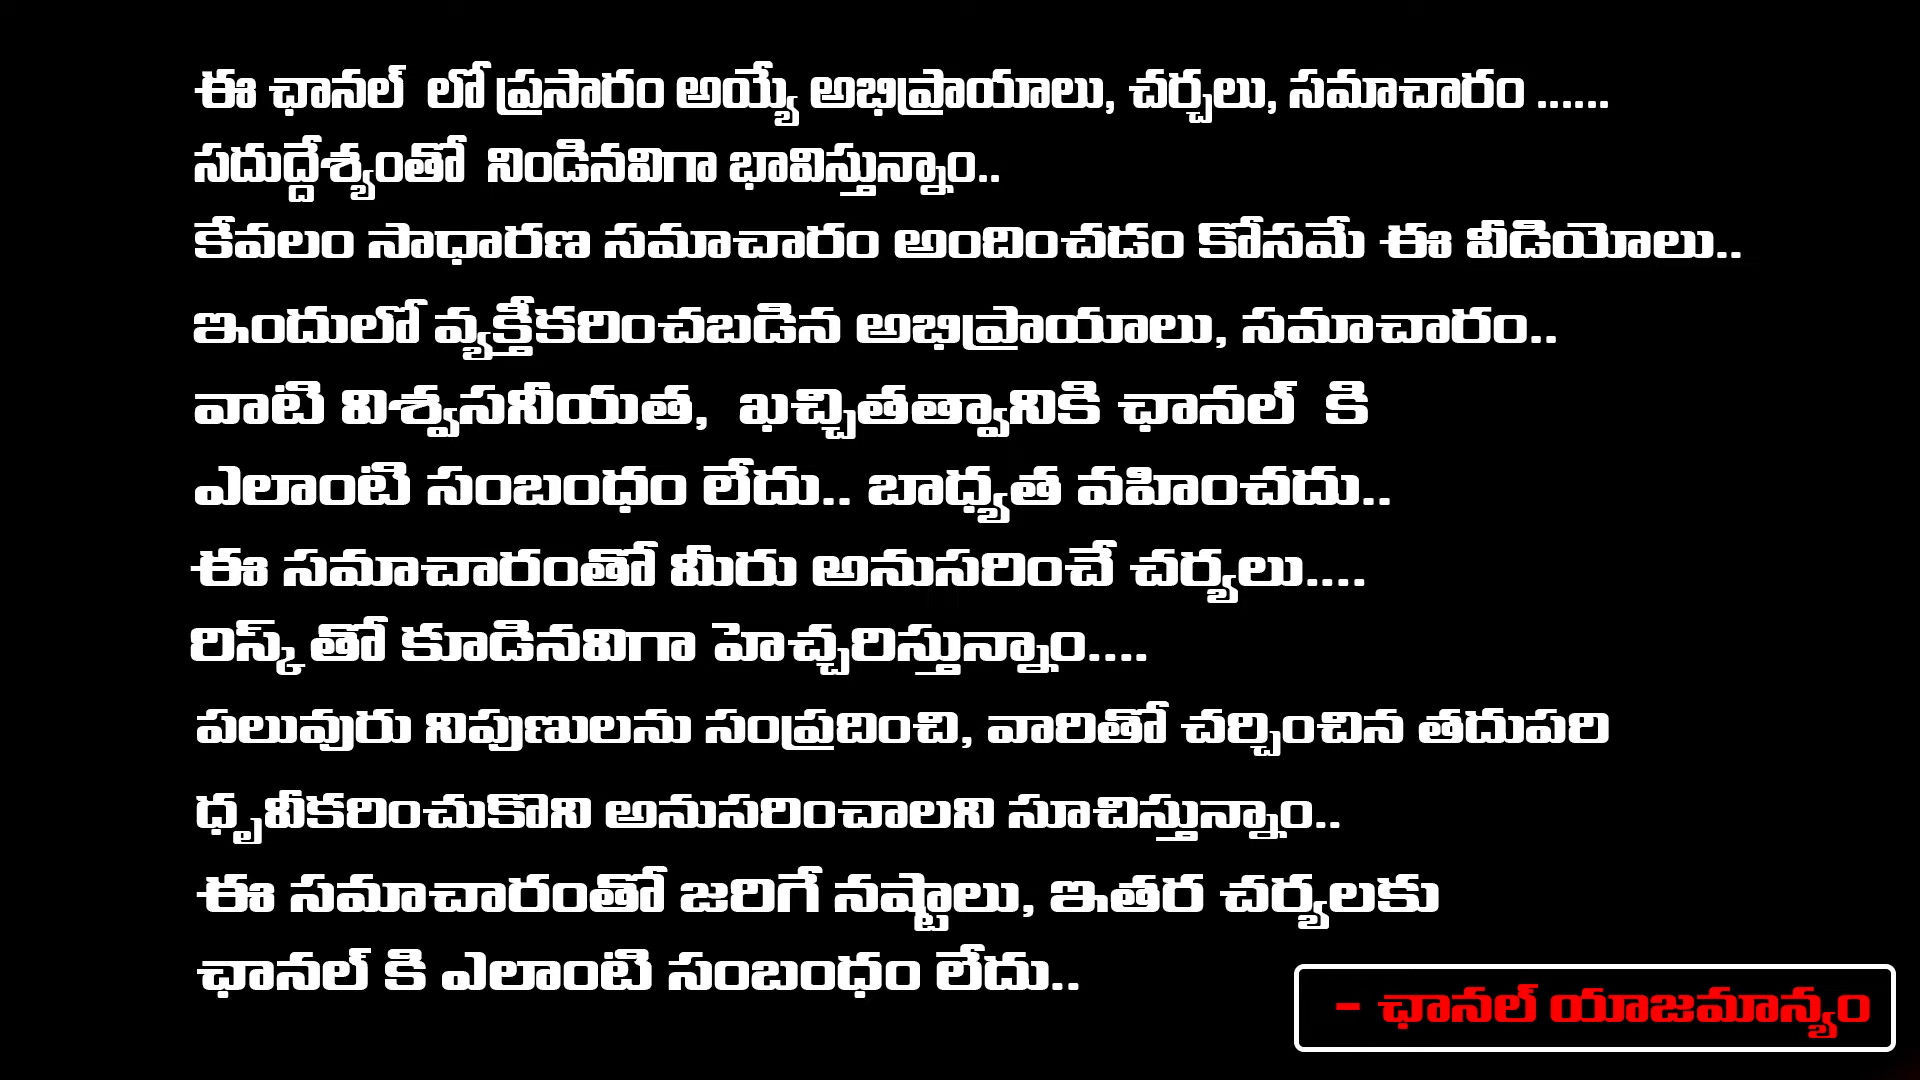 ఈ ఛానల్ లో ప్రసారం అయ్యే అభిప్రాయాలు, చర్చలు, సమాచారం ......
సదుద్దేశ్యంతో నిండినవిగా భావిస్తున్నాం..
కేవలం సాధారణ సమాచారం అందించడం కోసమే ఈ వీడియోలు..
ఇందులో వ్యక్తీకరించబడిన అభిప్రాయాలు, సమాచారం..
వాటి విశ్వసనీయత, ఖచ్చితత్వానికి ఛానల్ కి
ఎలాంటి సంబంధం లేదు.. బాధ్యత వహించదు..
ఈ సమాచారంతో మీరు అనుసరించే చర్యలు....
రిస్క్ తో కూడినవిగా హెచ్చరిస్తున్నాం....
పలువురు నిపుణులను సంప్రదించి, వారితో చర్చించిన తదుపరి
ధృవీకరించుకొని అనుసరించాలని సూచిస్తున్నాం..
ఈ సమాచారంతో జరిగే నష్టాలు, ఇతర చర్యలకు
ఛానల్ కి ఎలాంటి సంబంధం లేదు..
- ఛానల్ యాజమాన్యం